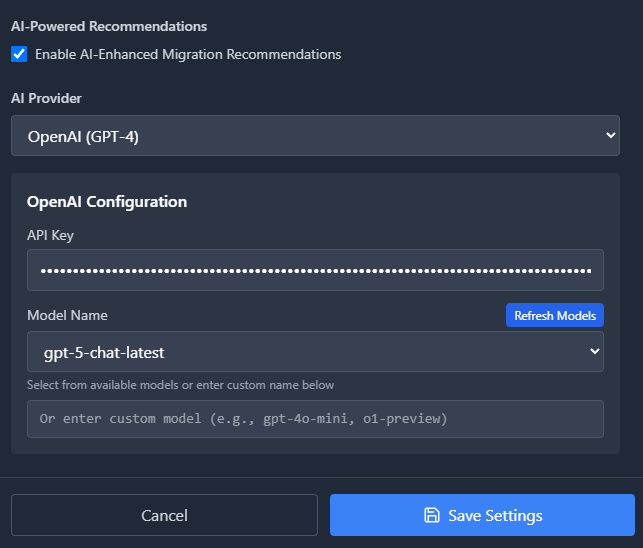 AI-Powered Recommendations
Enable AI-Enhanced Migration Recommendations
AI Provider
OpenAI (GPT-4)
OpenAI Configuration
API Key
Model Name
Refresh Models
gpt-5-chat-latest
Select from available models or enter custom name below
Or enter custom model (e.g., gpt-4o-mini, o1-preview)
Cancel
Save Settings